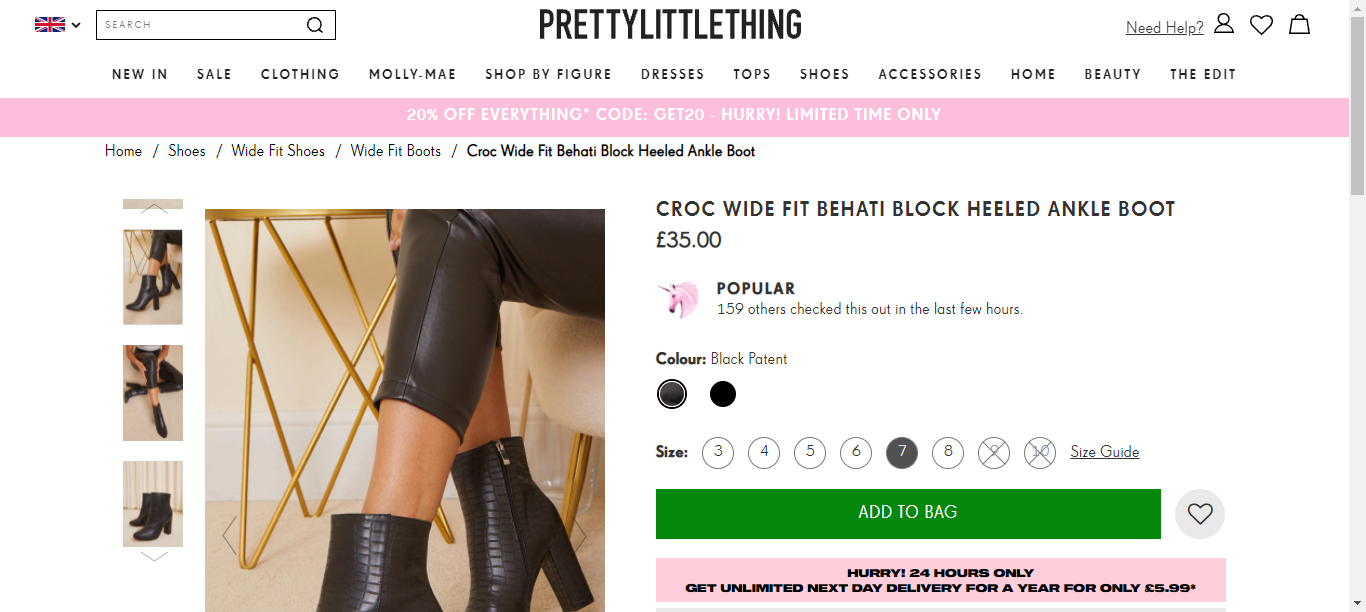 SEARCH
PRETTYLITTLETHING
Need Help?
NEW IN SALE CLOTHING MOLLY-MAE SHOP BY FIGURE DRESSES TOPS SHOES ACCESSORIES HOME BEAUTY THE EDIT
20% OFF EVERYTHING* CODE: GET20 - HURRY! LIMITED TIME ONLY
Home / Shoes / Wide Fit Shoes / Wide Fit Boots / Croc Wide Fit Behati Block Heeled Ankle Boot
CROC WIDE FIT BEHATI BLOCK HEELED ANKLE BOOT
£35.00
POPULAR
159 others checked this out in the last few hours.
Colour: Black Patent
Size: 3 4 5 6 7 8 9 10 Size Guide
ADD TO BAG
HURRY! 24 HOURS ONLY
GET UNLIMITED NEXT DAY DELIVERY FOR A YEAR FOR ONLY £5.99*